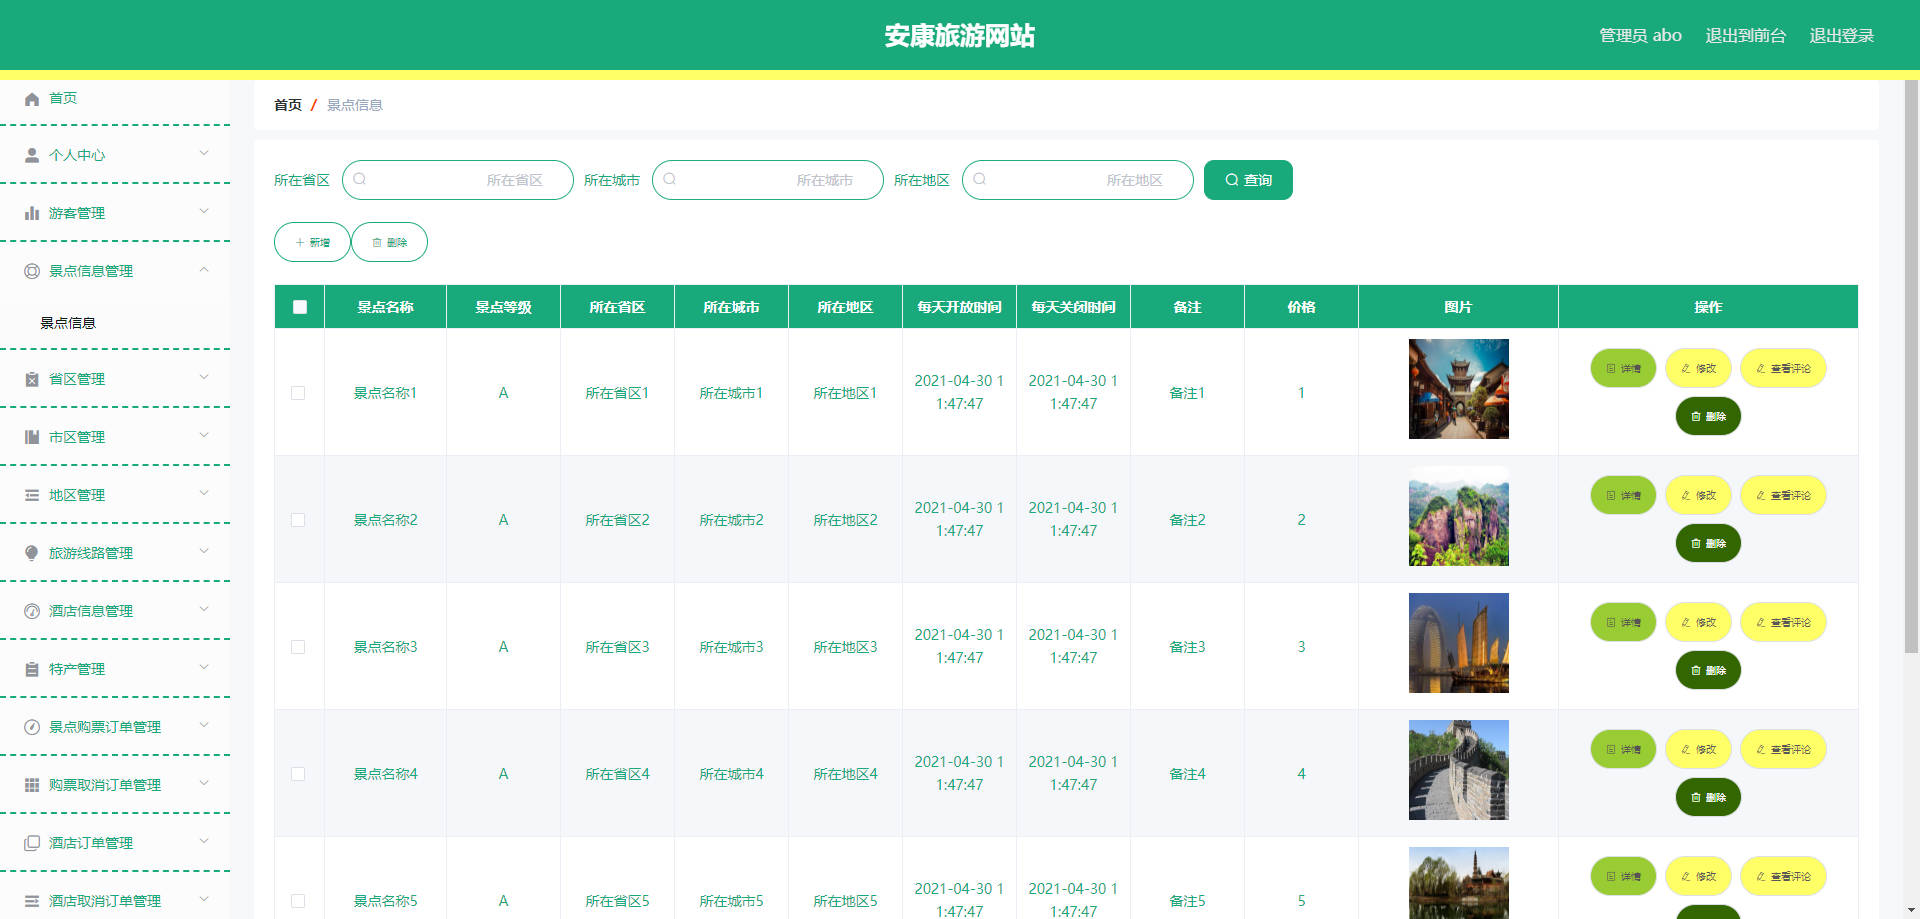 安康旅游网站
管理员 abo 退出到前台 退出登录
首页
个人中心
游客管理
景点信息管理
景点信息
省区管理
市区管理
地区管理
旅游线路管理
酒店信息管理
特产管理
景点购票订单管理
购票取消订单管理
酒店订单管理
酒店取消订单管理
首页 / 景点信息
所在省区 所在省区 所在城市 所在城市 所在地区 所在地区 查询
新增 删除
景点名称 景点等级 所在省区 所在城市 所在地区 每天开放时间 每天关闭时间 备注 价格 图片 操作
景点名称1 A 所在省区1 所在城市1 所在地区1 2021-04-30 1 2021-04-30 1 备注1 1 详情 修改 查看评论
1:47:47 1:47:47 删除
景点名称2 A 所在省区2 所在城市2 所在地区2 2021-04-30 1 2021-04-30 1 备注2 2 详情 修改 查看评论
1:47:47 1:47:47 删除
景点名称3 A 所在省区3 所在城市3 所在地区3 2021-04-30 1 2021-04-30 1 备注3 3 详情 修改 查看评论
1:47:47 1:47:47 删除
景点名称4 A 所在省区4 所在城市4 所在地区4 2021-04-30 1 2021-04-30 1 备注4 4 详情 修改 查看评论
1:47:47 1:47:47 删除
景点名称5 A 所在省区5 所在城市5 所在地区5 2021-04-30 1 2021-04-30 1 备注5 5 详情 修改 查看评论
1:47:47 1:47:47